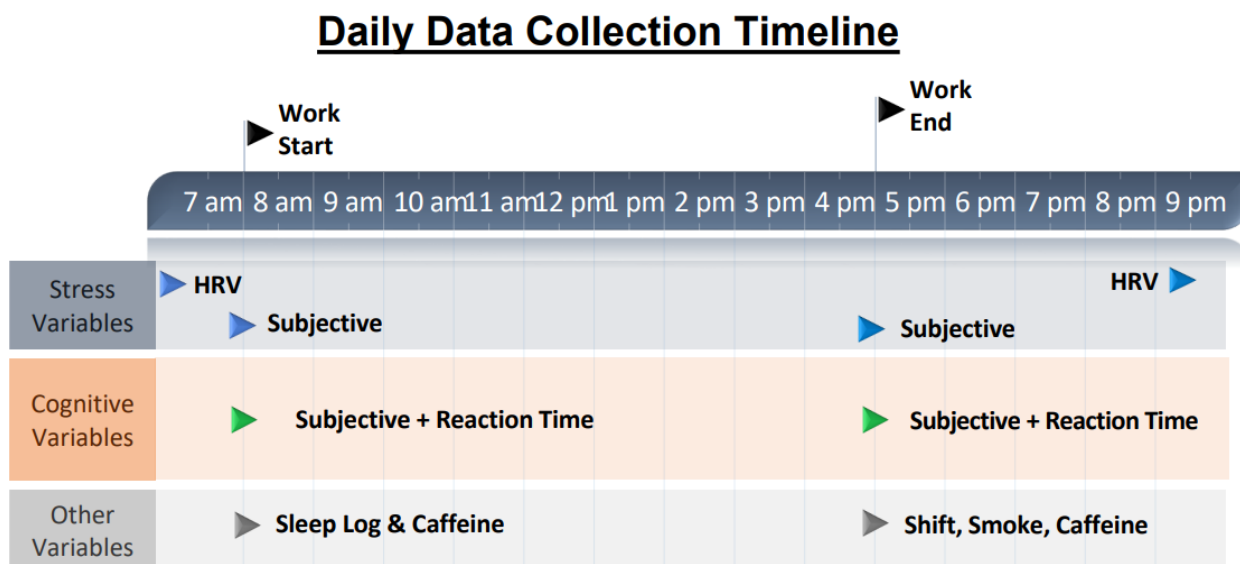 Daily Data Collection Timeline
Work
Start
Work
End
7 am 8 am 9 am 10 am 11 am 12 pm 1 pm 2 pm 3 pm 4 pm 5 pm 6 pm 7 pm 8 pm 9 pm
Stress
Variables
HRV
HRV
Subjective
Subjective
Cognitive
Variables
Subjective + Reaction Time
Subjective + Reaction Time
Other
Variables
Sleep Log & Caffeine
Shift, Smoke, Caffeine